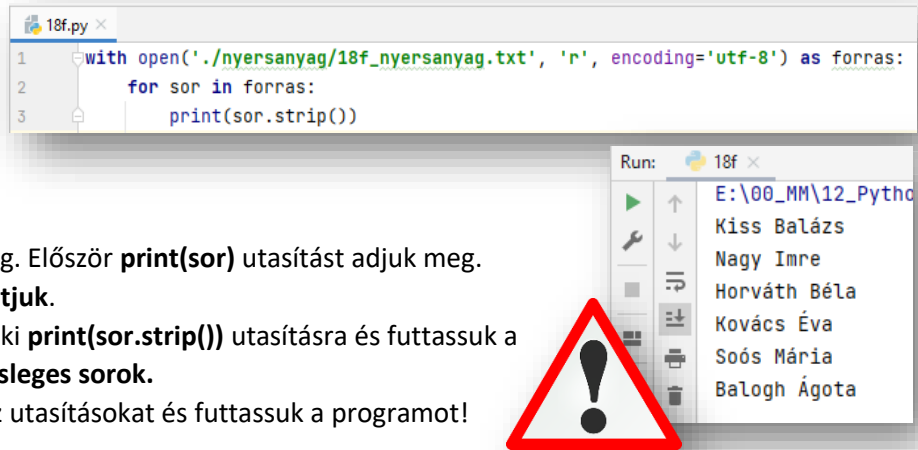 18f.py
1 with open('./nyersanyag/18f_nyersanyag.txt', 'r', encoding='utf-8') as forras:
2 for sor in forras:
3 print(sor.strip())
Run: 18f
E:\00_MM\12_Pytho
Kiss Balázs
Nagy Imre
Horváth Béla
Kovács Éva
Soós Mária
Balogh Ágota
g. Először print(sor) utasítást adjuk meg.
tjuk.
ki print(sor.strip()) utasításra és futtassuk a
sleges sorok.
z utasításokat és futtassuk a programot!